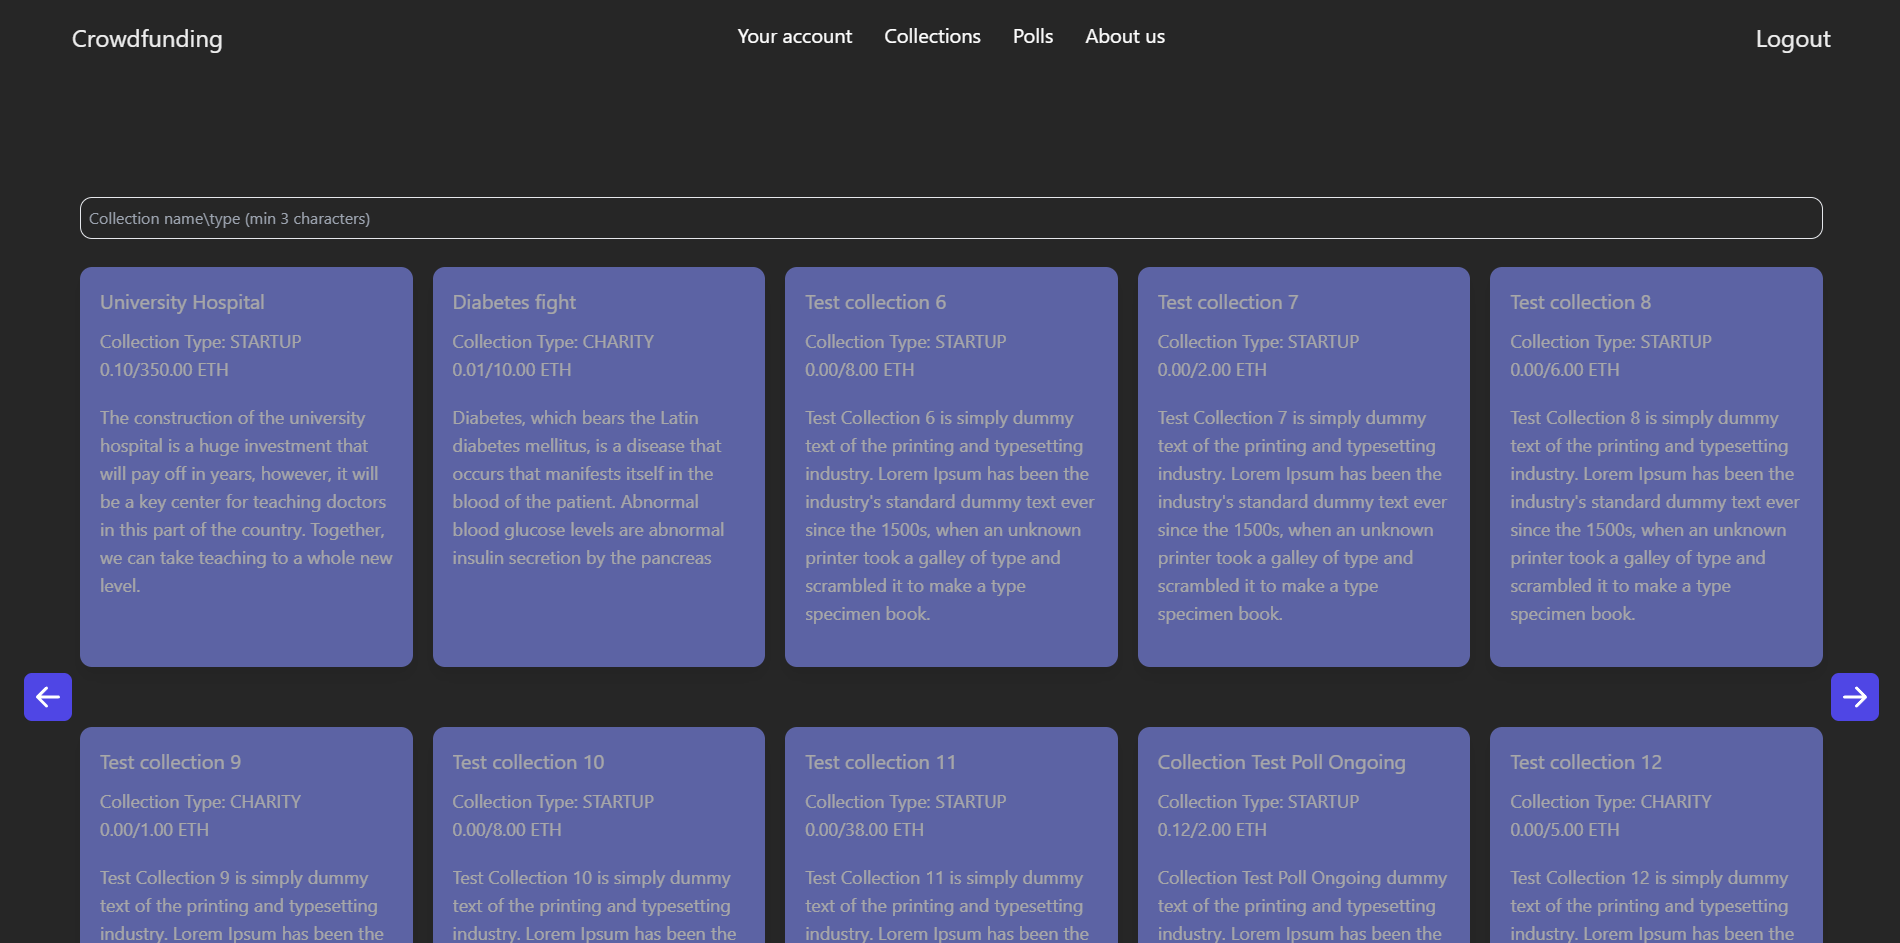 Crowdfunding
Your account
Collections
Polls
About us
Logout
Collection name\type (min 3 characters)
University Hospital
Collection Type: STARTUP
0.10/350.00 ETH
The construction of the university
hospital is a huge investment that
will pay off in years, however, it will
be a key center for teaching doctors
in this part of the country. Together,
we can take teaching to a whole new
level.
Diabetes fight
Collection Type: CHARITY
0.01/10.00 ETH
Diabetes, which bears the Latin
diabetes mellitus, is a disease that
occurs that manifests itself in the
blood of the patient. Abnormal
blood glucose levels are abnormal
insulin secretion by the pancreas
Test collection 6
Collection Type: STARTUP
0.00/8.00 ETH
Test Collection 6 is simply dummy
text of the printing and typesetting
industry. Lorem Ipsum has been the
industry's standard dummy text ever
since the 1500s, when an unknown
printer took a galley of type and
scrambled it to make a type
specimen book.
Test collection 7
Collection Type: STARTUP
0.00/2.00 ETH
Test Collection 7 is simply dummy
text of the printing and typesetting
industry. Lorem Ipsum has been the
industry's standard dummy text ever
since the 1500s, when an unknown
printer took a galley of type and
scrambled it to make a type
specimen book.
Test collection 8
Collection Type: STARTUP
0.00/6.00 ETH
Test Collection 8 is simply dummy
text of the printing and typesetting
industry. Lorem Ipsum has been the
industry's standard dummy text ever
since the 1500s, when an unknown
printer took a galley of type and
scrambled it to make a type
specimen book.
Test collection 9
Collection Type: CHARITY
0.00/1.00 ETH
Test Collection 9 is simply dummy
text of the printing and typesetting
industry. Lorem Ipsum has been the
Test collection 10
Collection Type: STARTUP
0.00/8.00 ETH
Test Collection 10 is simply dummy
text of the printing and typesetting
industry. Lorem Ipsum has been the
Test collection 11
Collection Type: STARTUP
0.00/38.00 ETH
Test Collection 11 is simply dummy
text of the printing and typesetting
industry. Lorem Ipsum has been the
Collection Test Poll Ongoing
Collection Type: STARTUP
0.12/2.00 ETH
Collection Test Poll Ongoing dummy
text of the printing and typesetting
industry. Lorem Ipsum has been the
Test collection 12
Collection Type: CHARITY
0.00/5.00 ETH
Test Collection 12 is simply dummy
text of the printing and typesetting
industry. Lorem Ipsum has been the